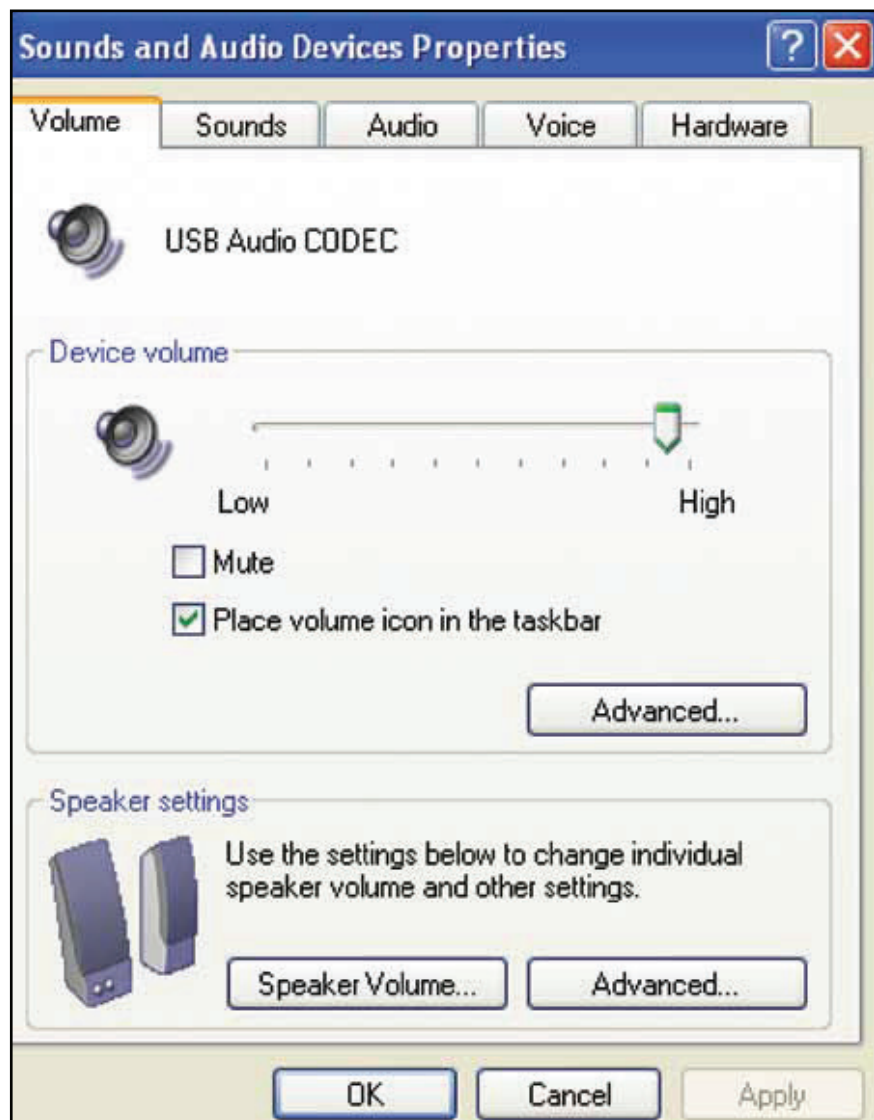 Sounds and Audio Devices Properties
?
Volume
Sounds
Audio
Voice
Hardware
USB Audio CODEC
Device volume
Low
High
Mute
Place volume icon in the taskbar
Advanced...
Speaker settings
Use the settings below to change individual
speaker volume and other settings.
Speaker Volume...
Advanced...
OK
Cancel
Apply